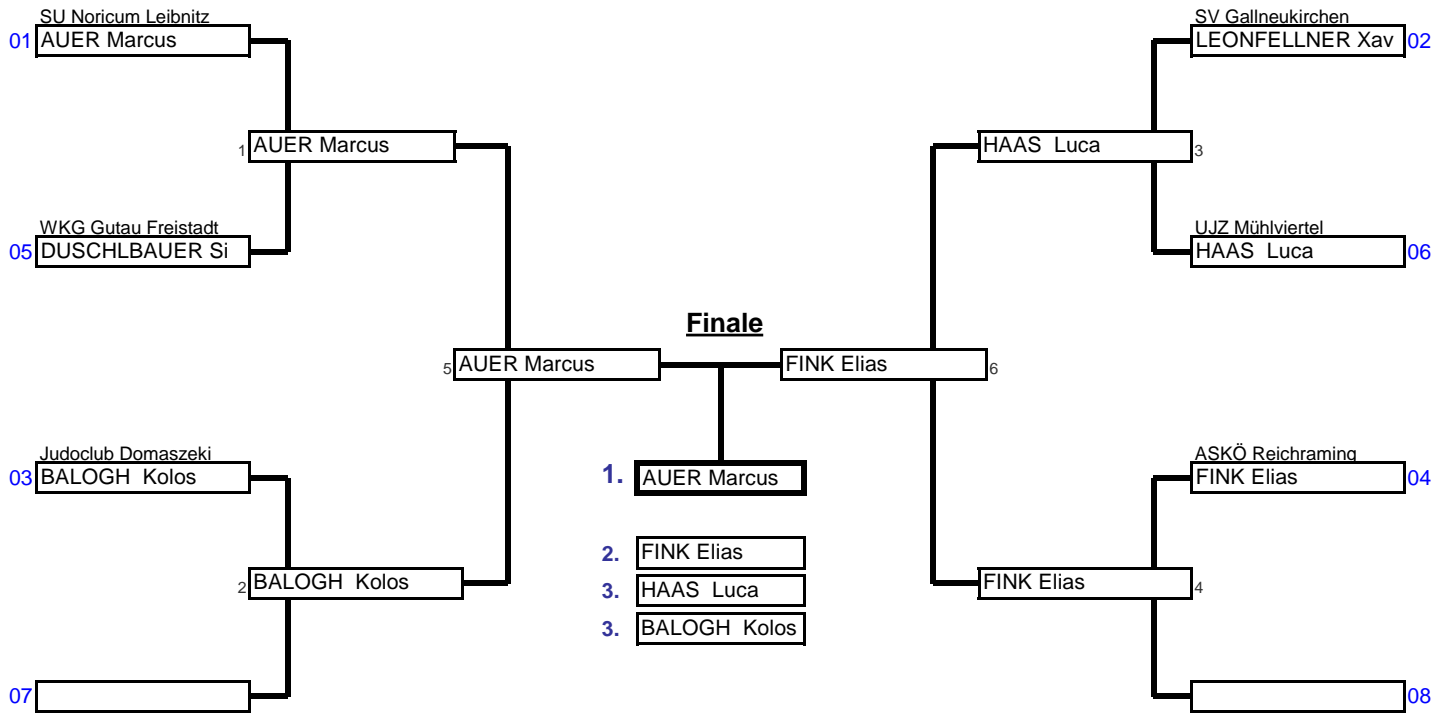 SU Noricum Leibnitz
01 AUER Marcus
1 AUER Marcus
WKG Gutau Freistadt
05 DUSCHLBAUER Si
5 AUER Marcus
Judoclub Domaszeki
03 BALOGH Kolos
2 BALOGH Kolos
07
Finale
1. AUER Marcus
2. FINK Elias
3. HAAS Luca
3. BALOGH Kolos
SV Gallneukirchen
LEONFELLNER Xav 02
HAAS Luca 3
UJZ Mühlviertel
HAAS Luca 06
FINK Elias 6
ASKÖ Reichraming
FINK Elias 04
FINK Elias 4
08